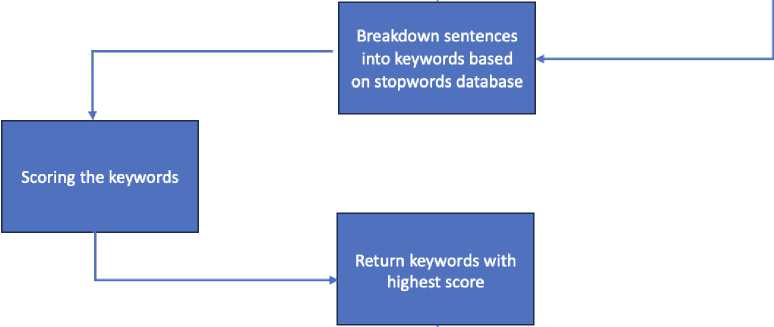 Breakdown sentences
into keywords based
on stopwords database
Scoring the keywords
Return keywords with
highest score